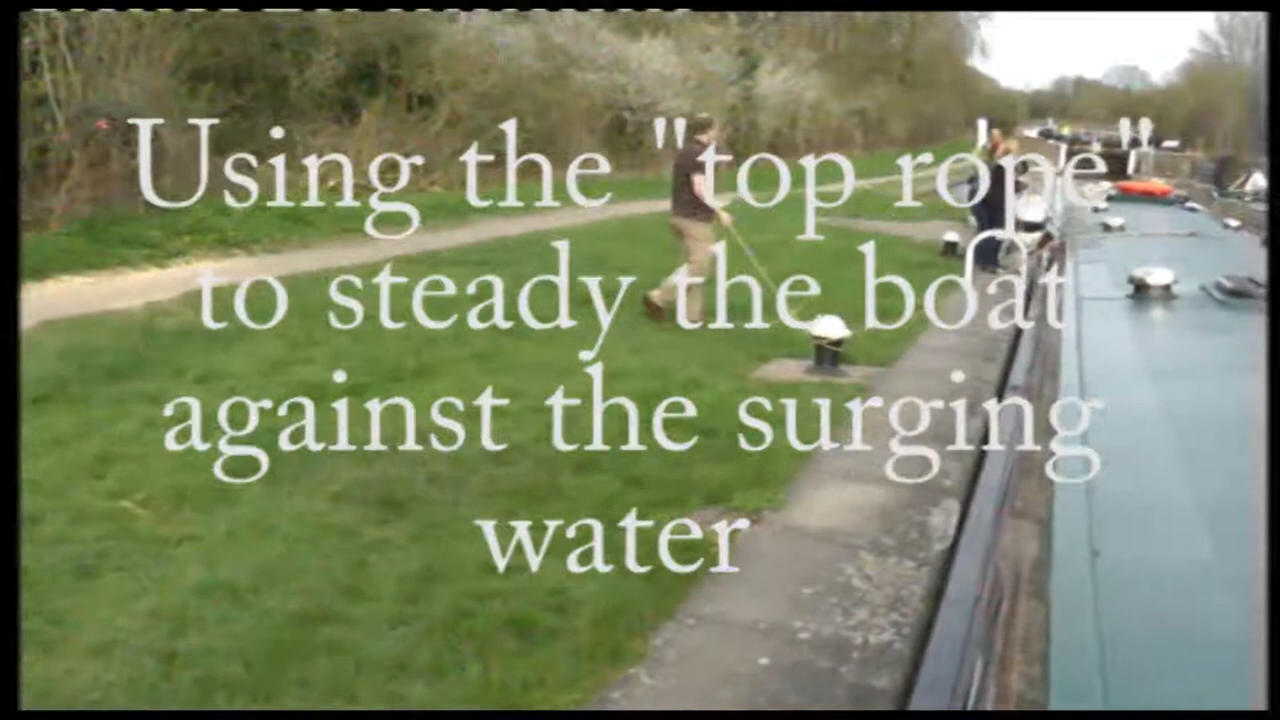 Using the "top rope"
to steady the boat
against the surging
water